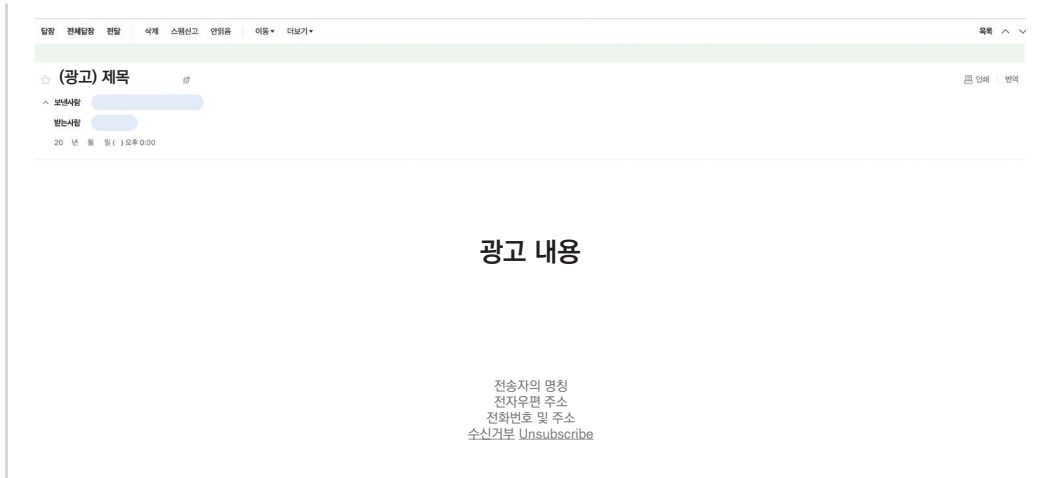 답장 전체답장 전달 삭제 스팸신고 안읽음 이동 더보기 목록
(광고) 제목
인쇄 번역
보낸사람
받는사람
20 년 월 일 ( ) 오후 0:00
광고 내용
전송자의 명칭
전자우편 주소
전화번호 및 주소
수신거부 Unsubscribe